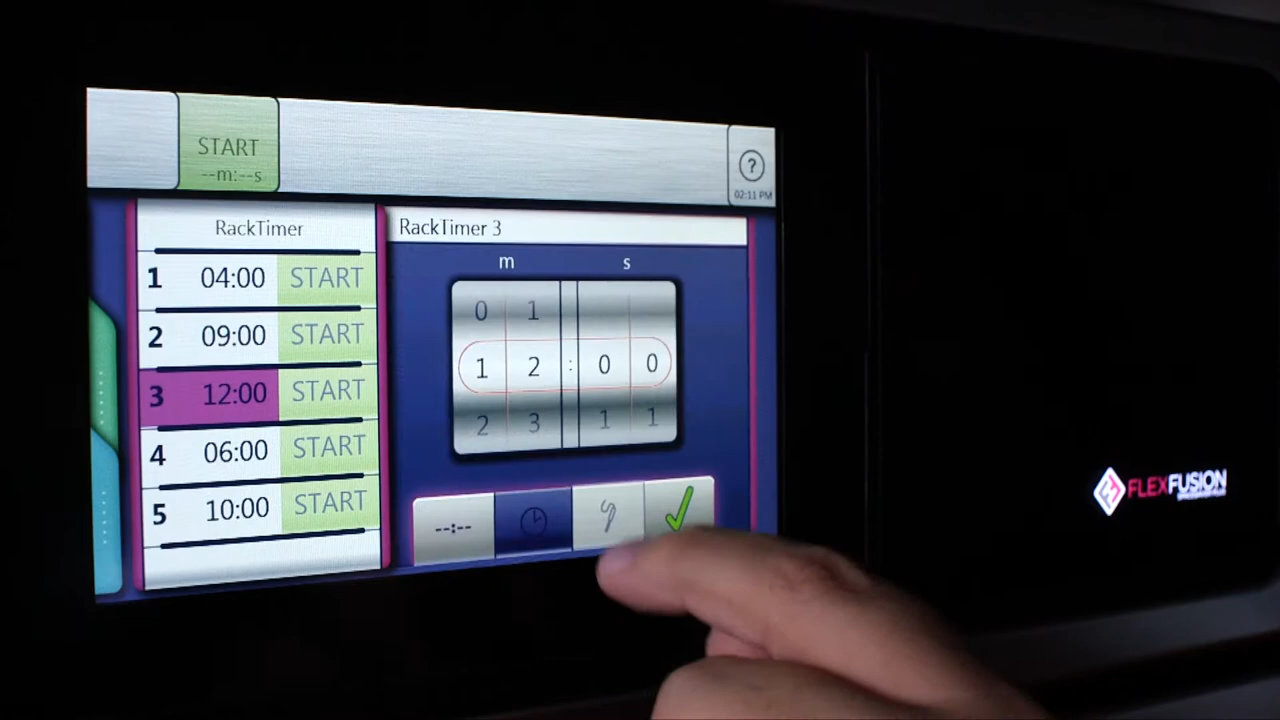 START
--m:--s
?
02:11 PM
RackTimer
1 04:00 START
2 09:00 START
3 12:00 START
4 06:00 START
5 10:00 START
RackTimer 3
m s
0 1
1 2 : 0 0
2 3 1 1
--:--
FLEXFUSION